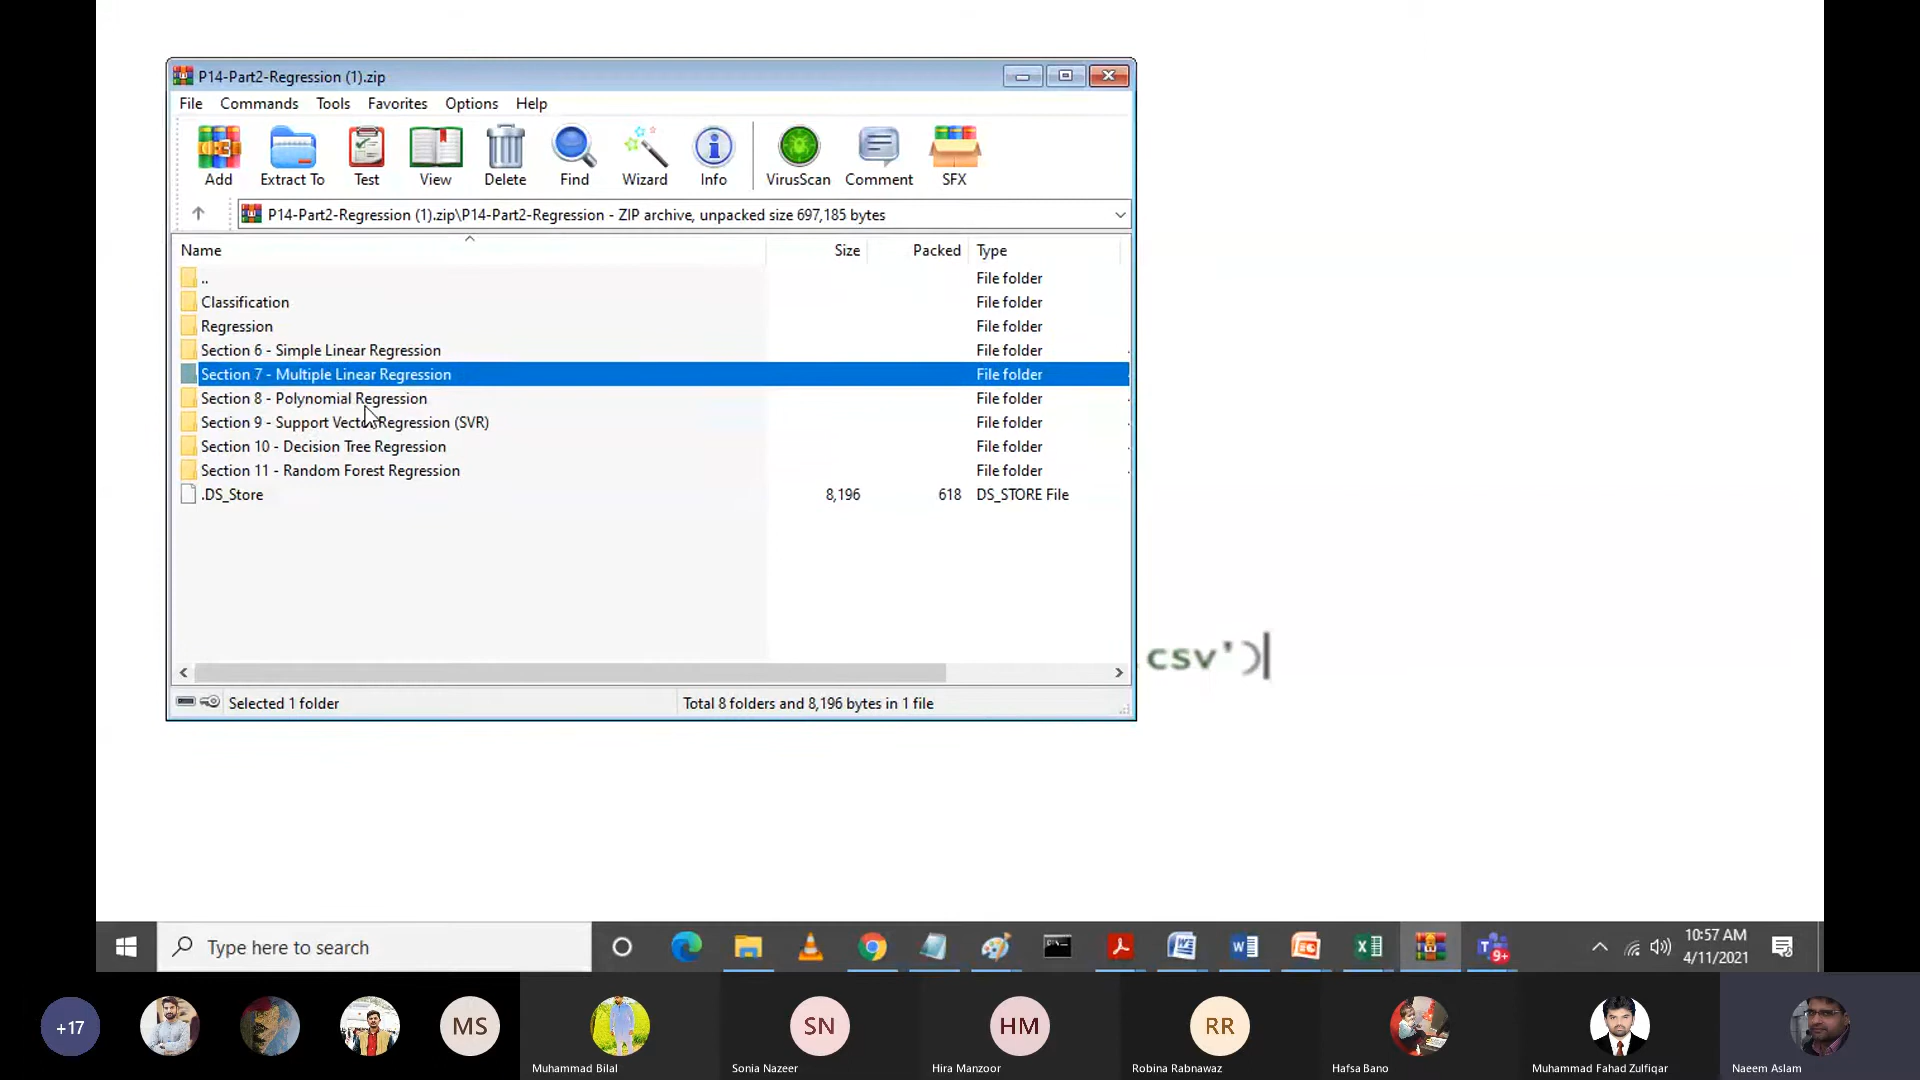 P14-Part2-Regression (1).zip
File Commands Tools Favorites Options Help
Add Extract To Test View Delete Find Wizard Info VirusScan Comment SFX
P14-Part2-Regression (1).zip\P14-Part2-Regression - ZIP archive, unpacked size 697,185 bytes
Name Size Packed Type
.. File folder
Classification File folder
Regression File folder
Section 6 - Simple Linear Regression File folder
Section 7 - Multiple Linear Regression File folder
Section 8 - Polynomial Regression File folder
Section 9 - Support Vector Regression (SVR) File folder
Section 10 - Decision Tree Regression File folder
Section 11 - Random Forest Regression File folder
.DS_Store 8,196 618 DS_STORE File
.csv')
Selected 1 folder Total 8 folders and 8,196 bytes in 1 file
Type here to search
9+
10:57 AM
4/11/2021
+17 MS SN HM RR
Muhammad Bilal Sonia Nazeer Hira Manzoor Robina Rabnawaz Hafsa Bano Muhammad Fahad Zulfiqar Naeem Aslam